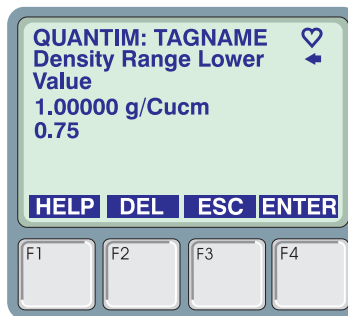 QUANTIM: TAGNAME
Density Range Lower
Value
1.00000 g/Cucm
0.75
HELP DEL ESC ENTER
F1 F2 F3 F4